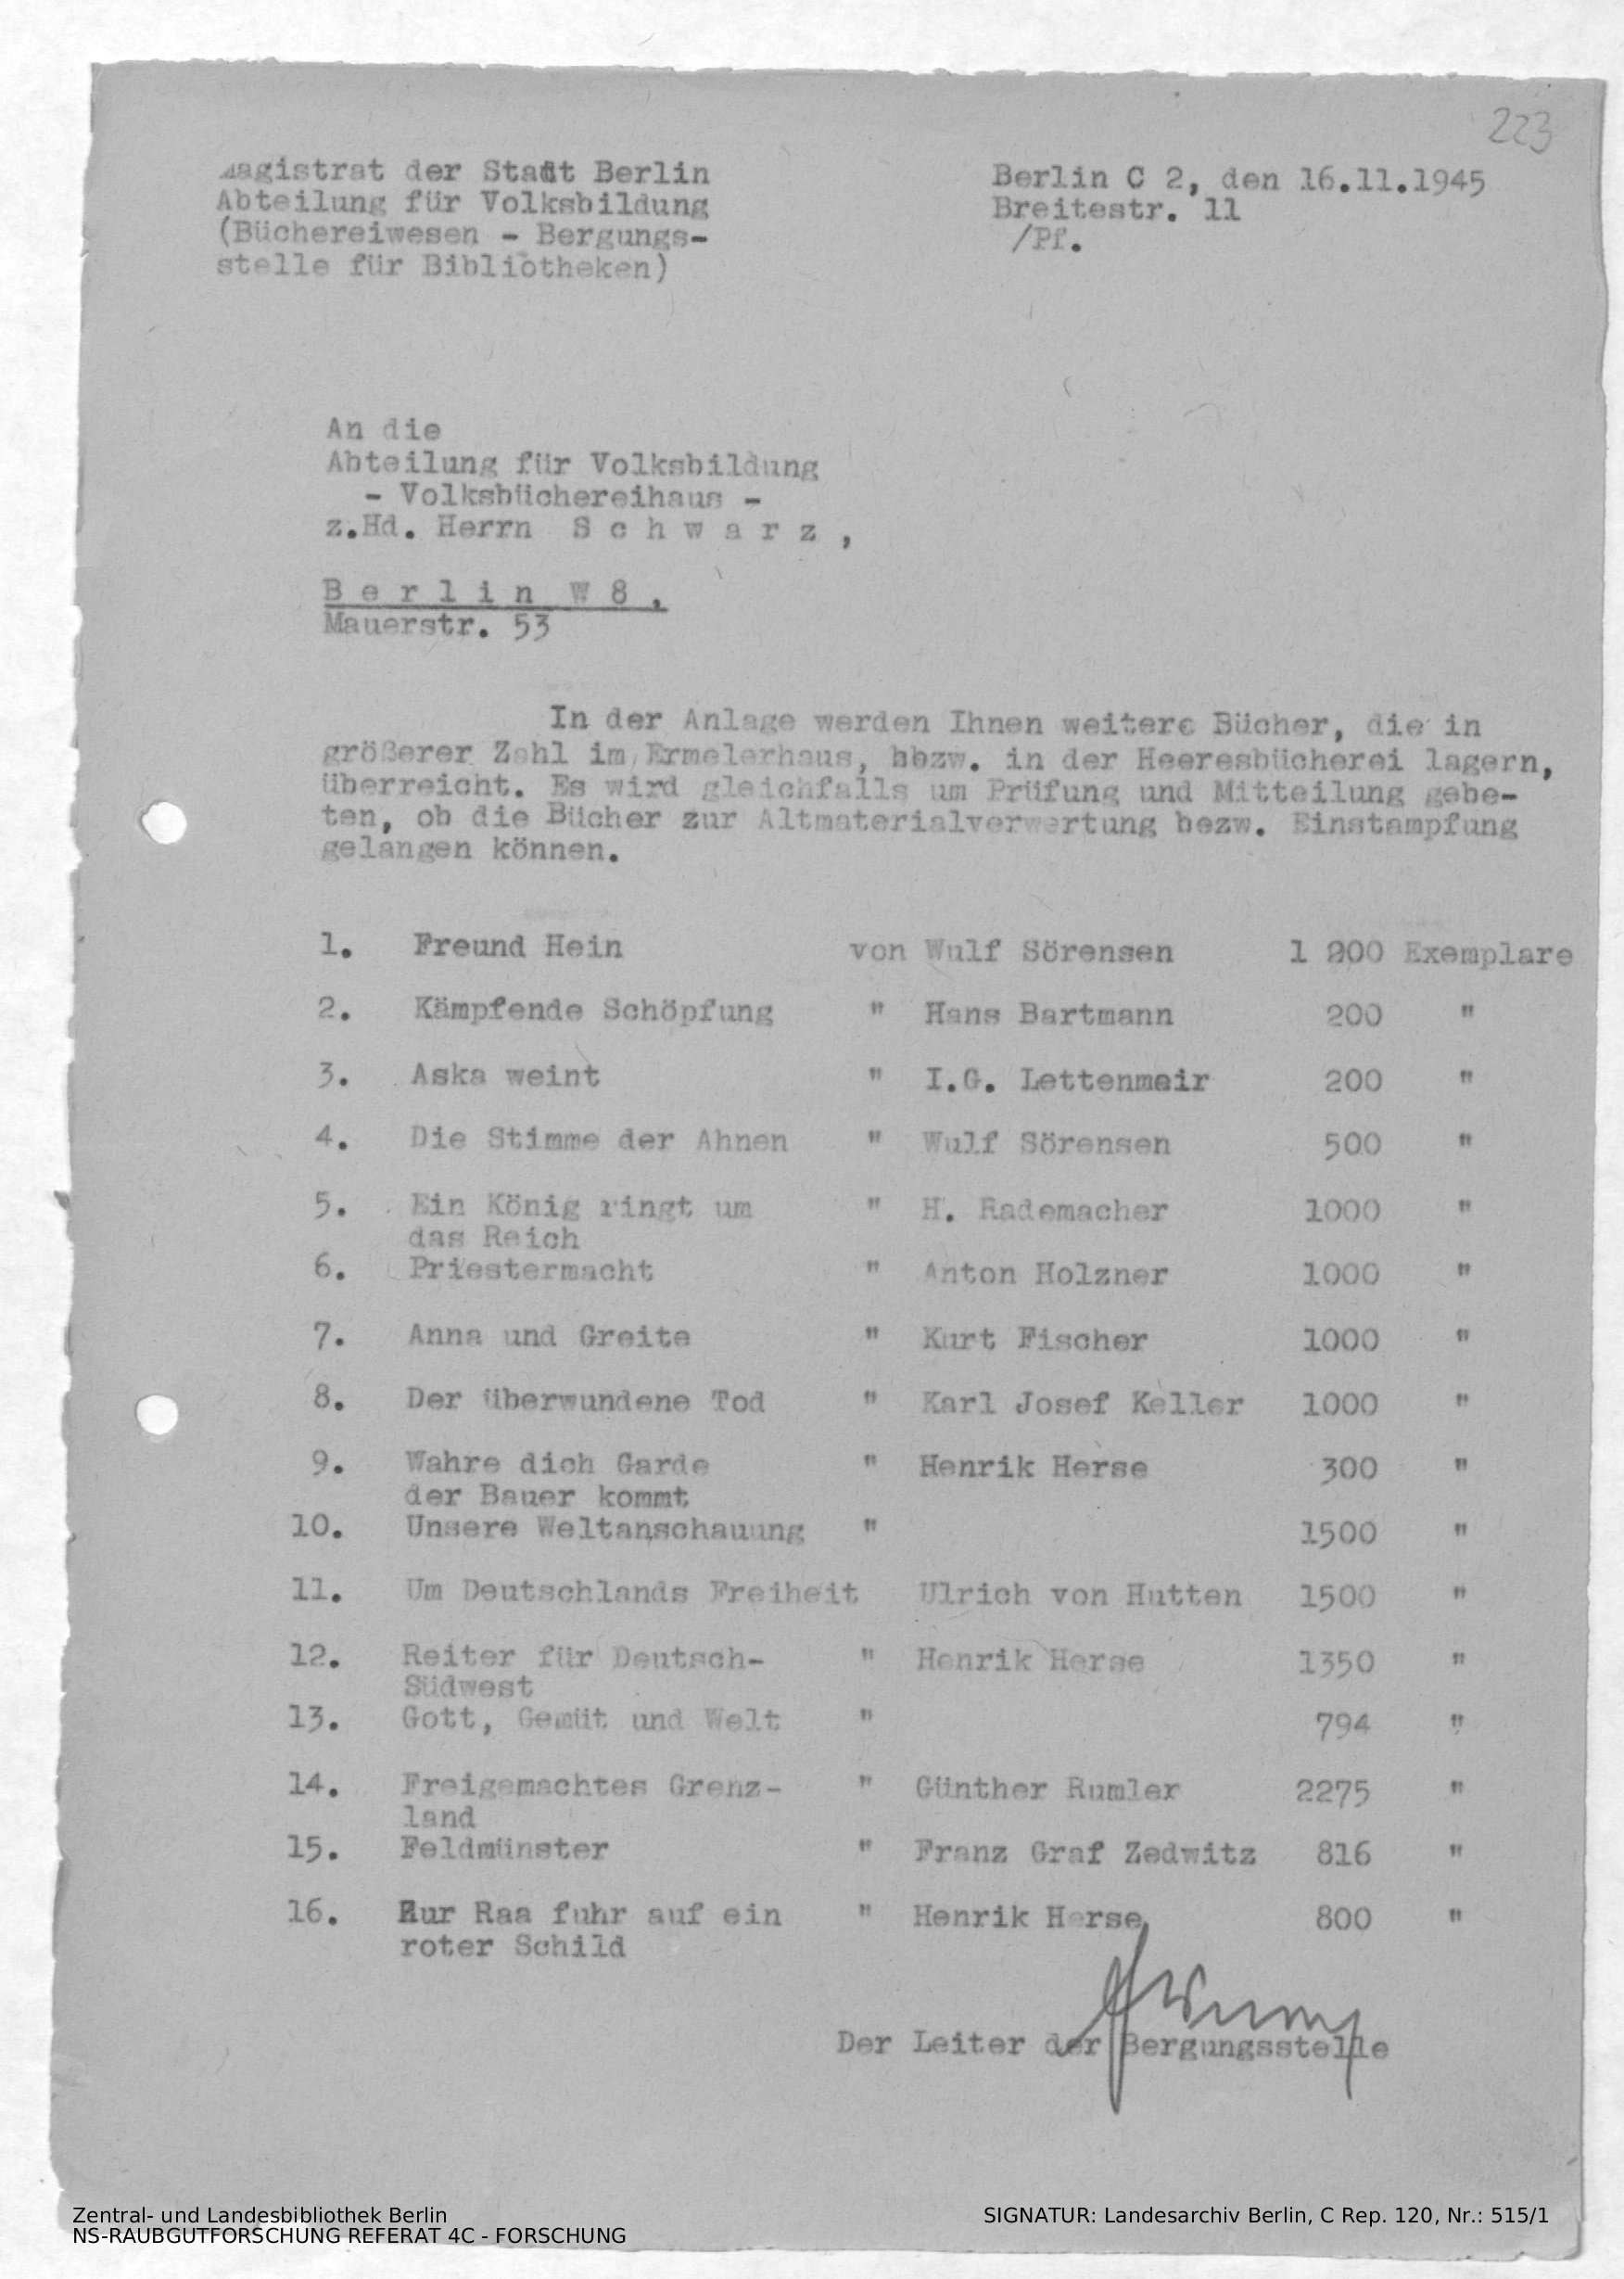 223
Magistrat der Stadt Berlin
Abteilung für Volksbildung
(Büchereiwesen - Bergungs-
stelle für Bibliotheken)
Berlin C 2, den 16.11.1945
Breitestr. 11
/Pf.
An die
Abteilung für Volksbildung
- Volksbüchereihaus -
z.Hd. Herrn S c h w a r z ,
B e r l i n W 8 .
Mauerstr. 53
In der Anlage werden Ihnen weitere Bücher, die in
größerer Zahl im Ermelerhaus, bbzw. in der Heeresbücherei lagern,
überreicht. Es wird gleichfalls um Prüfung und Mitteilung gebe-
ten, ob die Bücher zur Altmaterialverwertung bezw. Einstampfung
gelangen können.
1. Freund Hein von Wulf Sörensen 1 200 Exemplare
2. Kämpfende Schöpfung " Hans Bartmann 200 "
3. Aska weint " I.G. Lettenmair 200 "
4. Die Stimme der Ahnen " Wulf Sörensen 500 "
5. Ein König ringt um " H. Rademacher 1000 "
das Reich
6. Priestermacht " Anton Holzner 1000 "
7. Anna und Greite " Kurt Fischer 1000 "
8. Der überwundene Tod " Karl Josef Keller 1000 "
9. Wahre dich Garde " Henrik Herse 300 "
der Bauer kommt
10. Unsere Weltanschauung " 1500 "
11. Um Deutschlands Freiheit Ulrich von Hutten 1500 "
12. Reiter für Deutsch- " Henrik Herse 1350 "
Südwest
13. Gott, Gemüt und Welt " 794 "
14. Freigemachtes Grenz- " Günther Rumler 2275 "
land
15. Feldmünster " Franz Graf Zedwitz 816 "
16. Zur Raa fuhr auf ein " Henrik Herse 800 "
roter Schild
Der Leiter der Bergungsstelle
Zentral- und Landesbibliothek Berlin
NS-RAUBGUTFORSCHUNG REFERAT 4C - FORSCHUNG
SIGNATUR: Landesarchiv Berlin, C Rep. 120, Nr.: 515/1